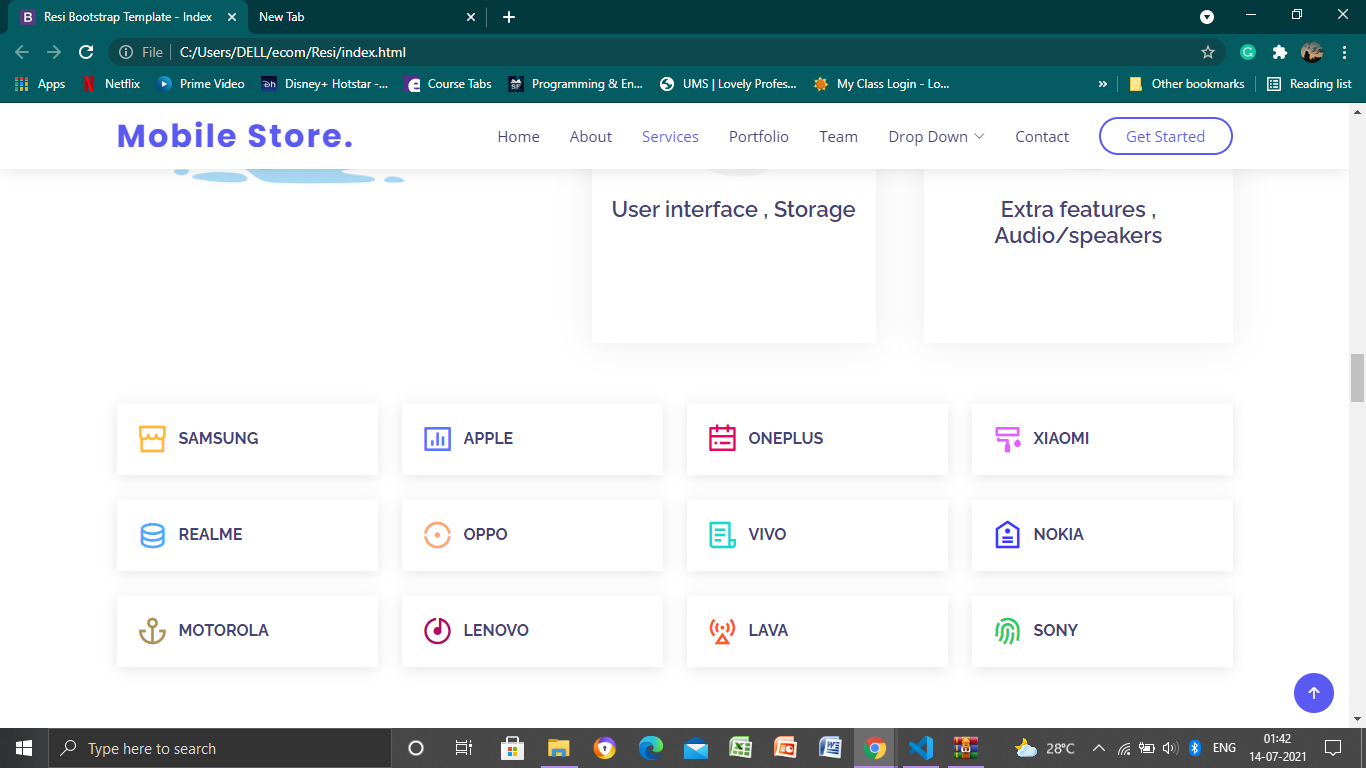 Resi Bootstrap Template - Index
New Tab
File C:/Users/DELL/ecom/Resi/index.html
Apps Netflix Prime Video Disney+ Hotstar -... Course Tabs Programming & En... UMS | Lovely Profes... My Class Login - Lo... » Other bookmarks Reading list
Mobile Store. Home About Services Portfolio Team Drop Down Contact Get Started
User interface , Storage
Extra features ,
Audio/speakers
SAMSUNG APPLE ONEPLUS XIAOMI
REALME OPPO VIVO NOKIA
MOTOROLA LENOVO LAVA SONY
Type here to search
28°C ENG
01:42
14-07-2021